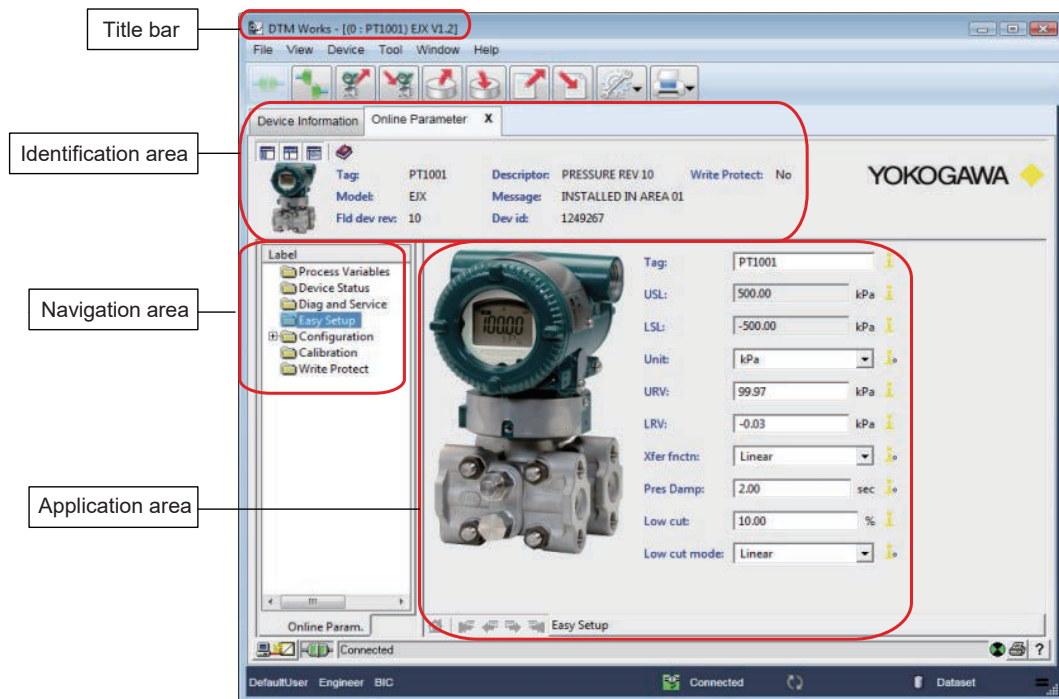 Title bar
DTM Works - [(0 : PT1001) EJX V1.2]
File View Device Tool Window Help
Device Information Online Parameter X
Identification area
Tag: PT1001 Descriptor: PRESSURE REV 10 Write Protect: No
Model: EJX Message: INSTALLED IN AREA 01
Fld dev rev: 10 Dev id: 1249267
YOKOGAWA
Navigation area
Label
Process Variables
Device Status
Diag and Service
Easy Setup
Configuration
Calibration
Write Protect
Application area
100.00
Tag: PT1001
USL: 500.00 kPa
LSL: -500.00 kPa
Unit: kPa
URV: 99.97 kPa
LRV: -0.03 kPa
Xfer fnctn: Linear
Pres Damp: 2.00 sec
Low cut: 10.00 %
Low cut mode: Linear
Online Param.
Easy Setup
Connected
?
DefaultUser Engineer BIC Connected Dataset